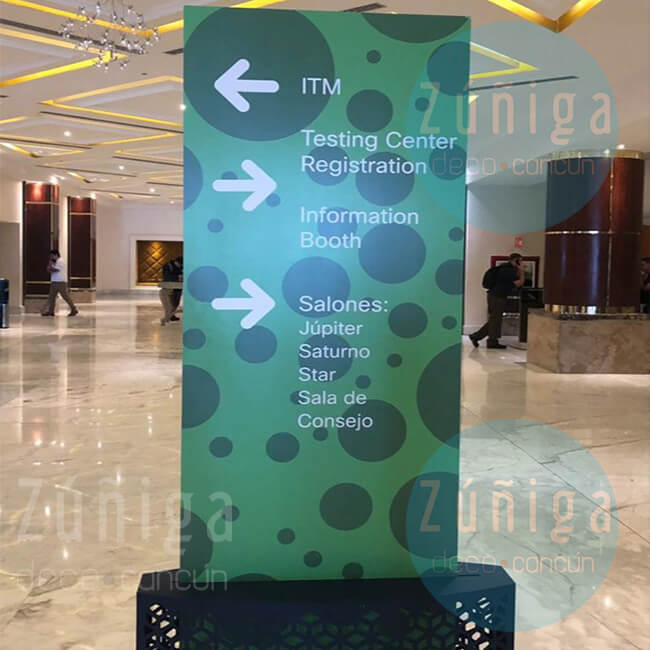 ITM
Testing Center
Registration
Information
Booth
Salones:
Júpiter
Saturno
Star
Sala de
Consejo
Zúñiga
deco•cancún
Zúñiga
deco•cancún
Zúñiga
deco•cancún